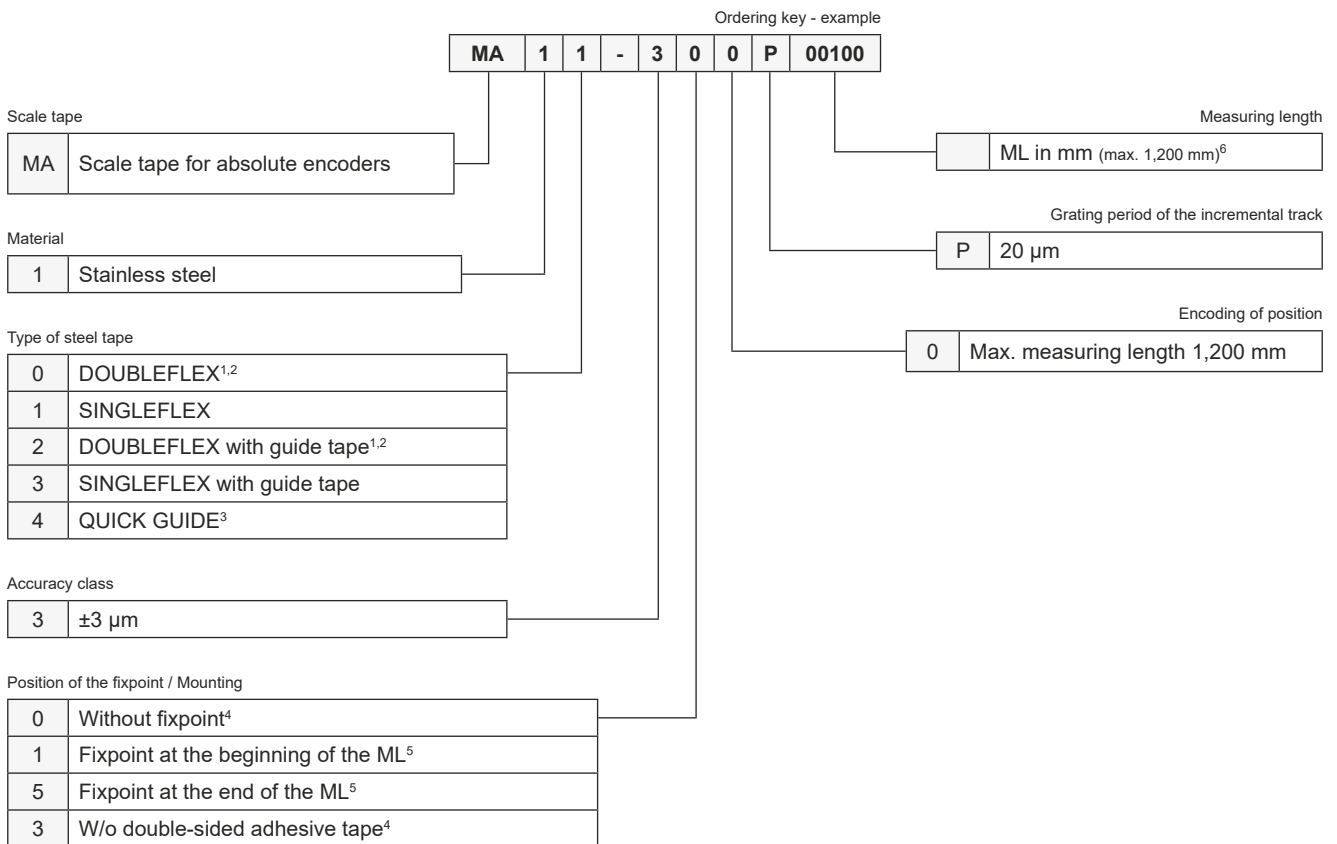 Ordering key - example
MA 1 1 - 3 0 0 P 00100
Scale tape
MA Scale tape for absolute encoders
Material
1 Stainless steel
Type of steel tape
0 DOUBLEFLEX1,2
1 SINGLEFLEX
2 DOUBLEFLEX with guide tape1,2
3 SINGLEFLEX with guide tape
4 QUICK GUIDE3
Accuracy class
3 ±3 µm
Position of the fixpoint / Mounting
0 Without fixpoint4
1 Fixpoint at the beginning of the ML5
5 Fixpoint at the end of the ML5
3 W/o double-sided adhesive tape4
Measuring length
ML in mm (max. 1,200 mm)6
Grating period of the incremental track
P 20 µm
Encoding of position
0 Max. measuring length 1,200 mm